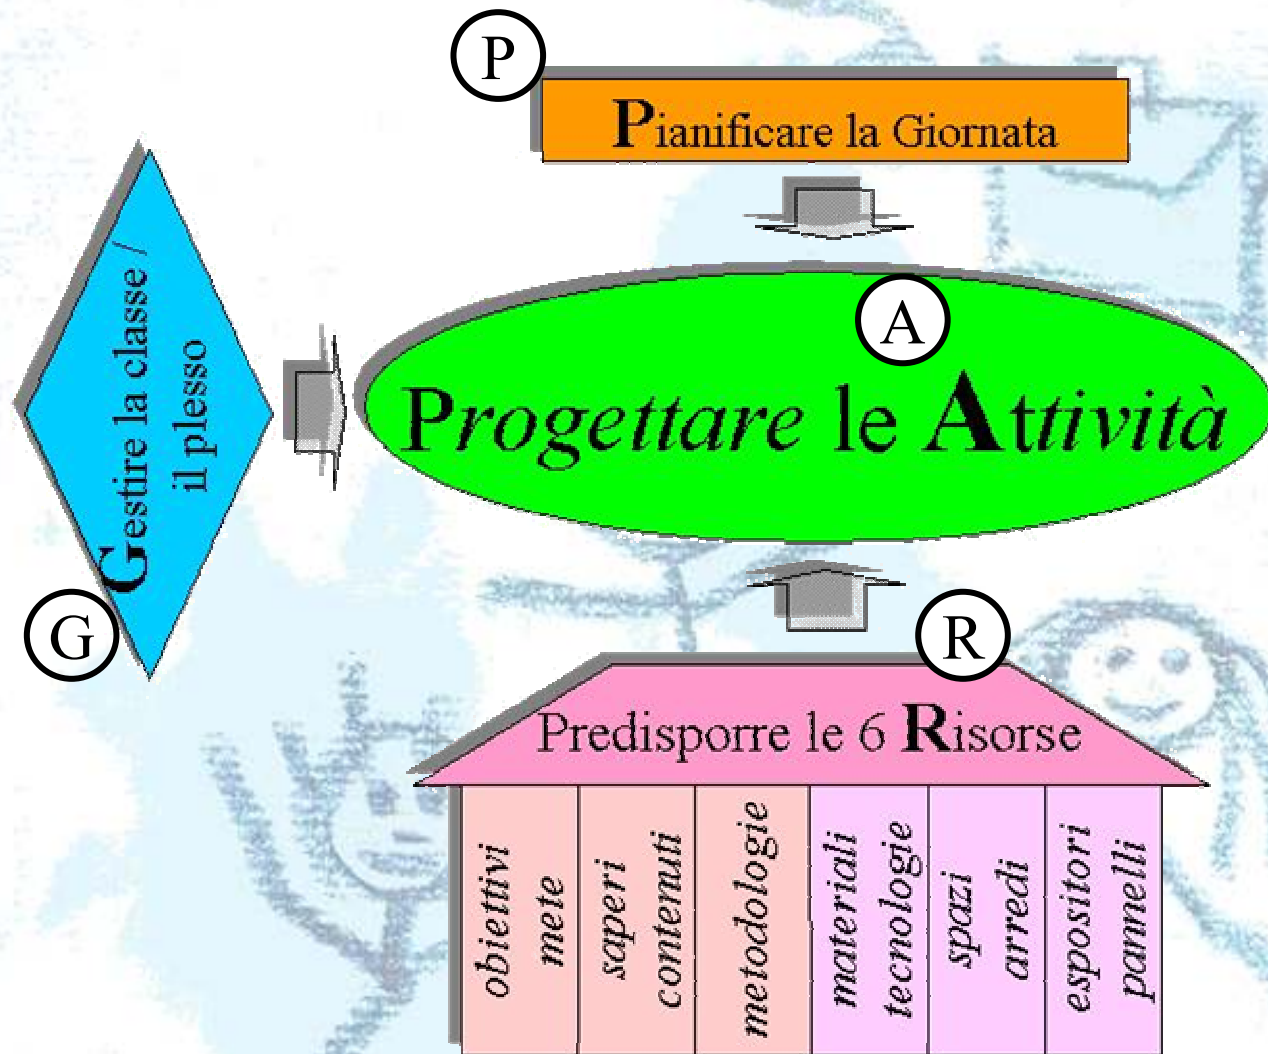 P
Pianificare la Giornata
A
Progettare le Attività
Gestire la classe /
il plesso
G
R
Predisporre le 6 Risorse
obiettivi
mete
saperi
contenuti
metodologie
materiali
tecnologie
spazi
arredi
espositori
pannelli